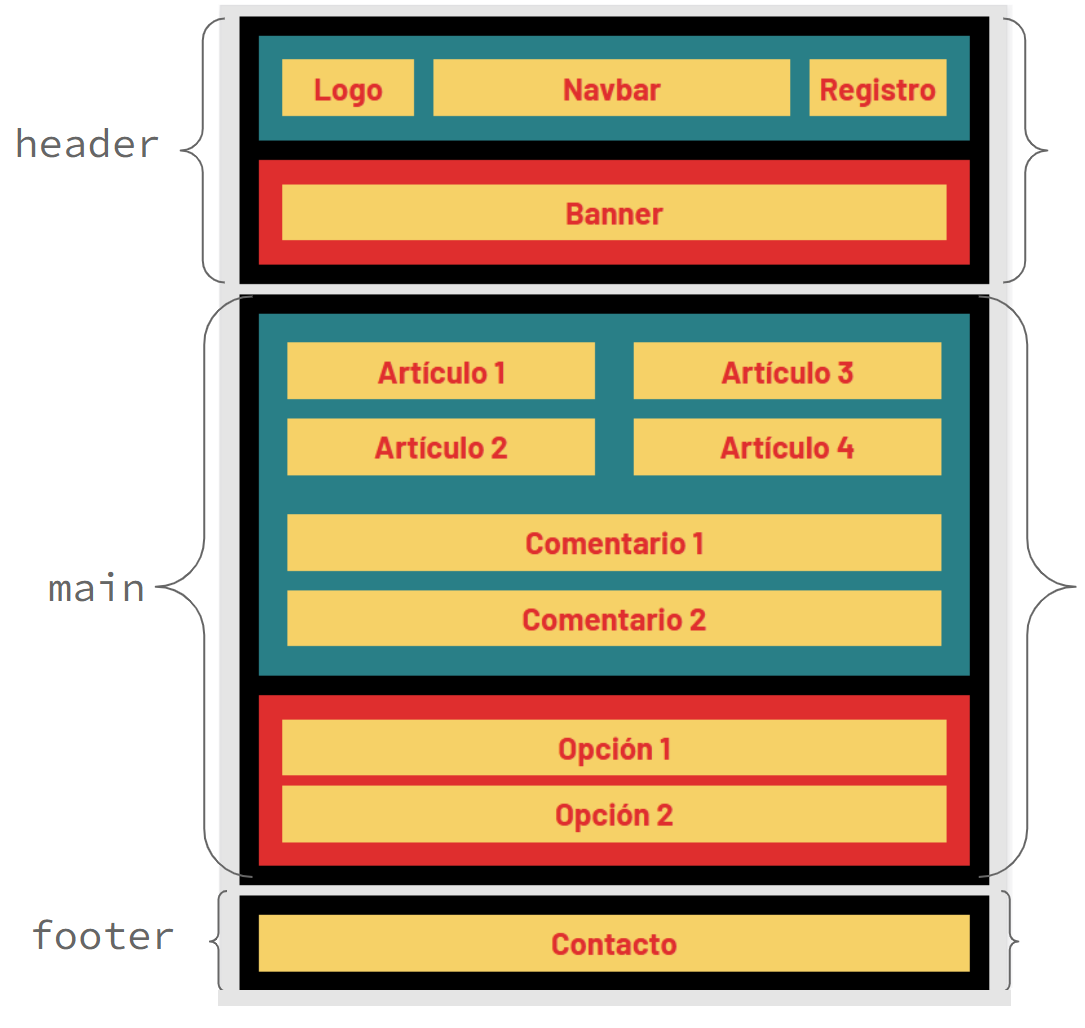 header
Logo
Navbar
Registro
Banner
main
Artículo 1
Artículo 3
Artículo 2
Artículo 4
Comentario 1
Comentario 2
Opción 1
Opción 2
footer
Contacto